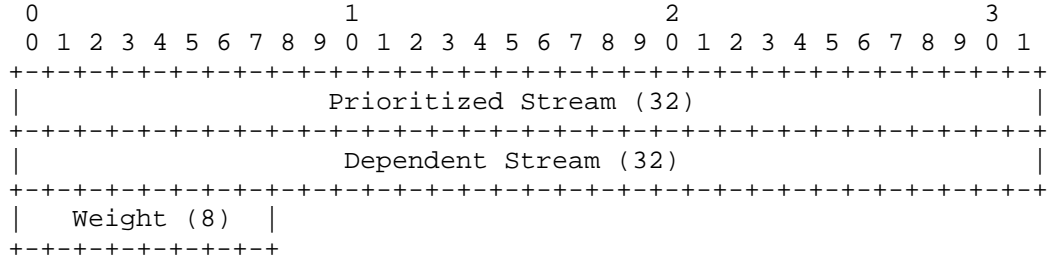 0                   1                   2                   3
 0 1 2 3 4 5 6 7 8 9 0 1 2 3 4 5 6 7 8 9 0 1 2 3 4 5 6 7 8 9 0 1
+-+-+-+-+-+-+-+-+-+-+-+-+-+-+-+-+-+-+-+-+-+-+-+-+-+-+-+-+-+-+-+-+
|                    Prioritized Stream (32)                    |
+-+-+-+-+-+-+-+-+-+-+-+-+-+-+-+-+-+-+-+-+-+-+-+-+-+-+-+-+-+-+-+-+
|                     Dependent Stream (32)                     |
+-+-+-+-+-+-+-+-+-+-+-+-+-+-+-+-+-+-+-+-+-+-+-+-+-+-+-+-+-+-+-+-+
|   Weight (8)  |
+-+-+-+-+-+-+-+-+